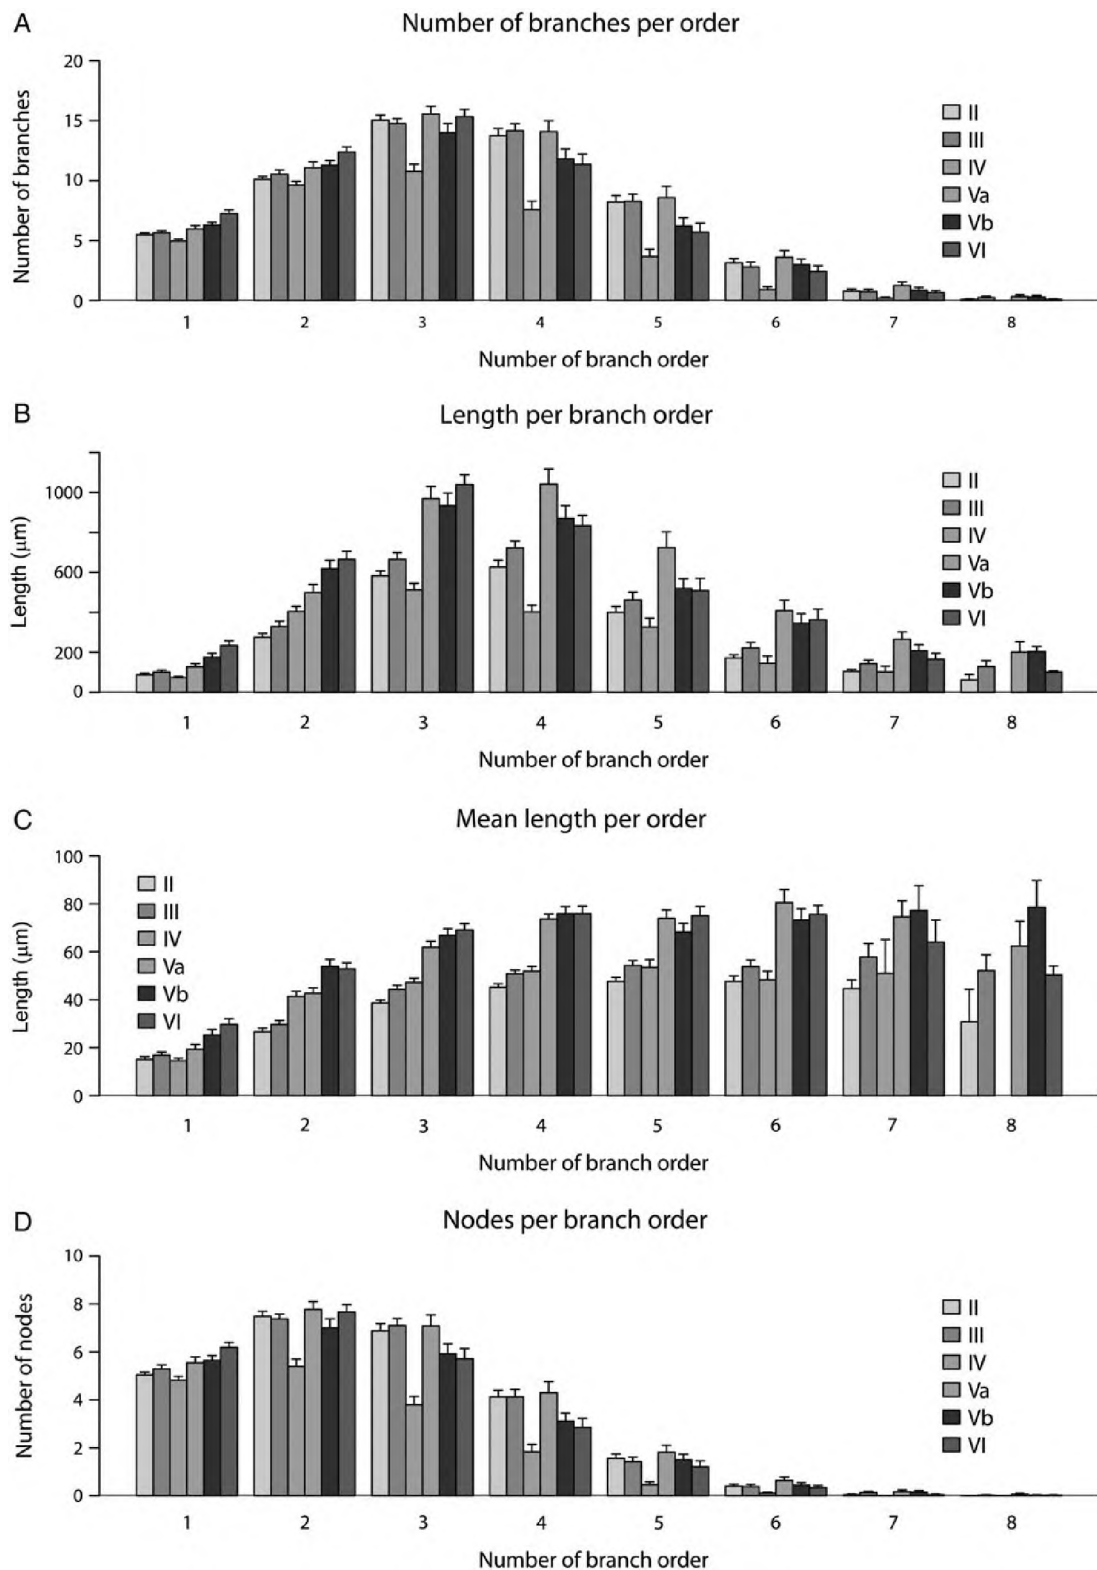 A
Number of branches per order
20
15
10
5
0
Number of branches
II
III
IV
Va
Vb
VI
1 2 3 4 5 6 7 8
Number of branch order
B
Length per branch order
1000
600
200
0
Length (μm)
II
III
IV
Va
Vb
VI
1 2 3 4 5 6 7 8
Number of branch order
C
Mean length per order
100
80
60
40
20
0
Length (μm)
II
III
IV
Va
Vb
VI
1 2 3 4 5 6 7 8
Number of branch order
D
Nodes per branch order
10
8
6
4
2
0
Number of nodes
II
III
IV
Va
Vb
VI
1 2 3 4 5 6 7 8
Number of branch order